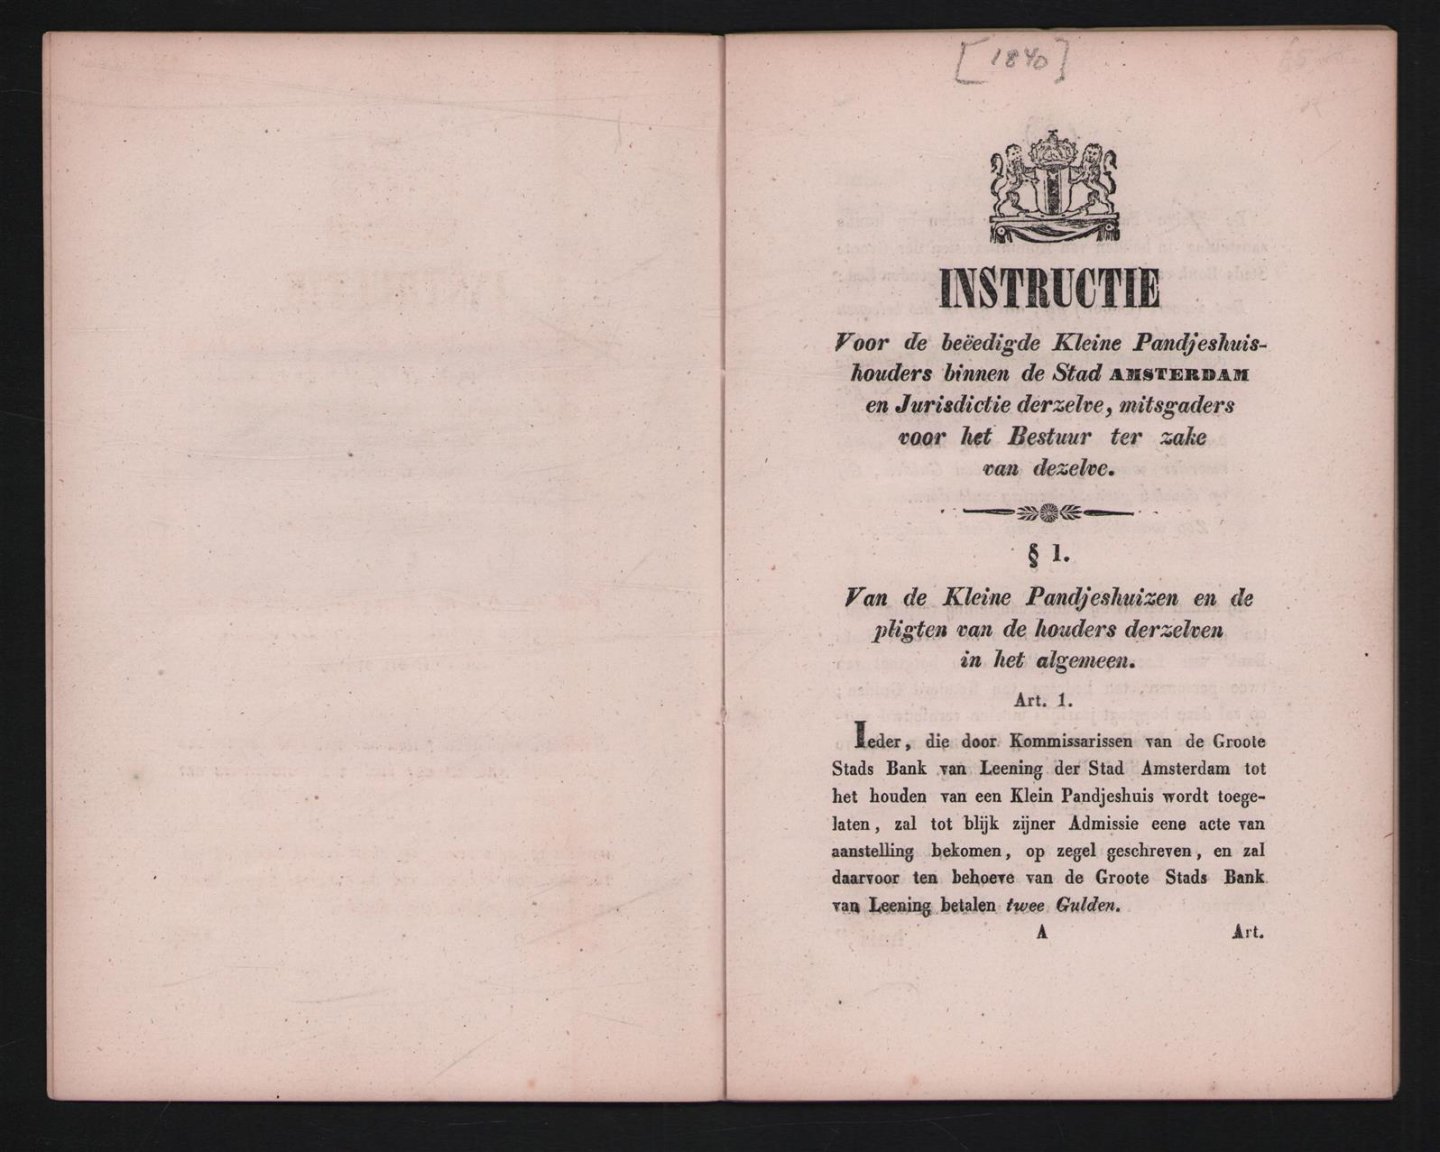 [1840]
INSTRUCTIE
Voor de beëedigde Kleine Pandjeshuis-
houders binnen de Stad AMSTERDAM
en Jurisdictie derzelve, mitsgaders
voor het Bestuur ter zake
van dezelve.
§ 1.
Van de Kleine Pandjeshuizen en de
pligten van de houders derzelven
in het algemeen.
Art. 1.
Ieder, die door Kommissarissen van de Groote
Stads Bank van Leening der Stad Amsterdam tot
het houden van een Klein Pandjeshuis wordt toege-
laten, zal tot blijk zijner Admissie eene acte van
aanstelling bekomen, op zegel geschreven, en zal
daarvoor ten behoeve van de Groote Stads Bank
van Leening betalen twee Gulden.
A Art.